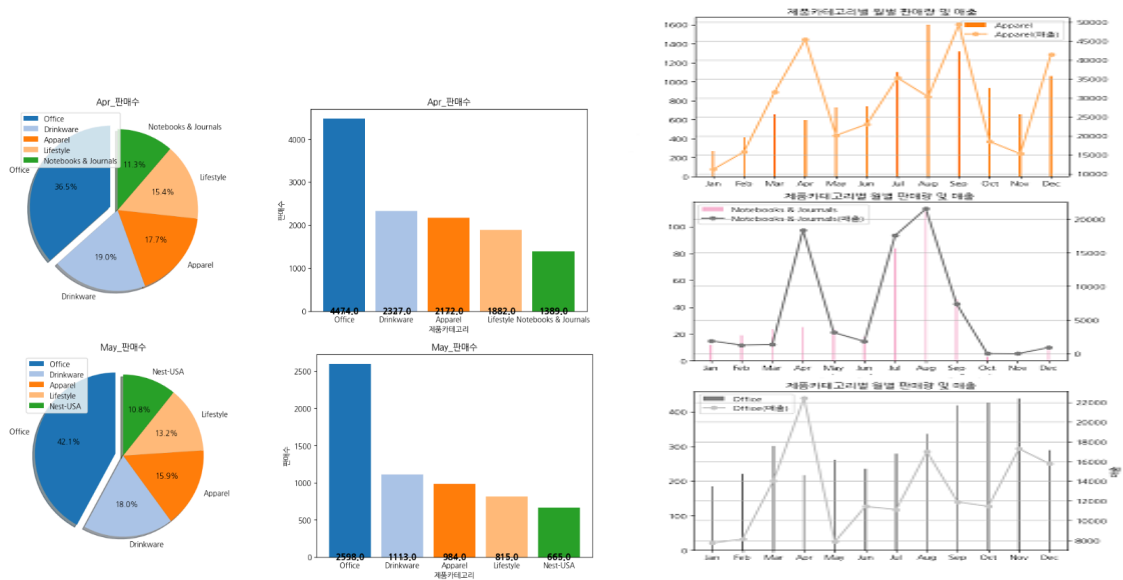 Apr_판매수
Office
Drinkware
Apparel
Lifestyle
Notebooks & Journals
Notebooks & Journals
Lifestyle
Apparel
Drinkware
Office
11.3%
15.4%
17.7%
19.0%
36.5%
Apr_판매수
판매수
4000
3000
2000
1000
0
4474.0
2327.0
2172.0
1882.0
1389.0
Office
Drinkware
Apparel
Lifestyle
Notebooks & Journals
제품카테고리
May_판매수
Office
Drinkware
Apparel
Lifestyle
Nest-USA
Nest-USA
Lifestyle
Apparel
Drinkware
Office
10.8%
13.2%
15.9%
18.0%
42.1%
May_판매수
판매수
2500
2000
1500
1000
500
0
2598.0
1113.0
984.0
815.0
665.0
Office
Drinkware
Apparel
Lifestyle
Nest-USA
제품카테고리
제품카테고리별 월별 판매량 및 매출
Apparel
Apparel(매출)
1600
1400
1200
1000
800
600
400
200
0
50000
45000
40000
35000
30000
25000
20000
15000
10000
Jan Feb Mar Apr May Jun Jul Aug Sep Oct Nov Dec
제품카테고리별 월별 판매량 및 매출
Notebooks & Journals
Notebooks & Journals(매출)
100
80
60
40
20
0
20000
15000
10000
5000
0
Jan Feb Mar Apr May Jun Jul Aug Sep Oct Nov Dec
제품카테고리별 월별 판매량 및 매출
Office
Office(매출)
400
300
200
100
0
22000
20000
18000
16000
14000
12000
10000
8000
매출
Jan Feb Mar Apr May Jun Jul Aug Sep Oct Nov Dec